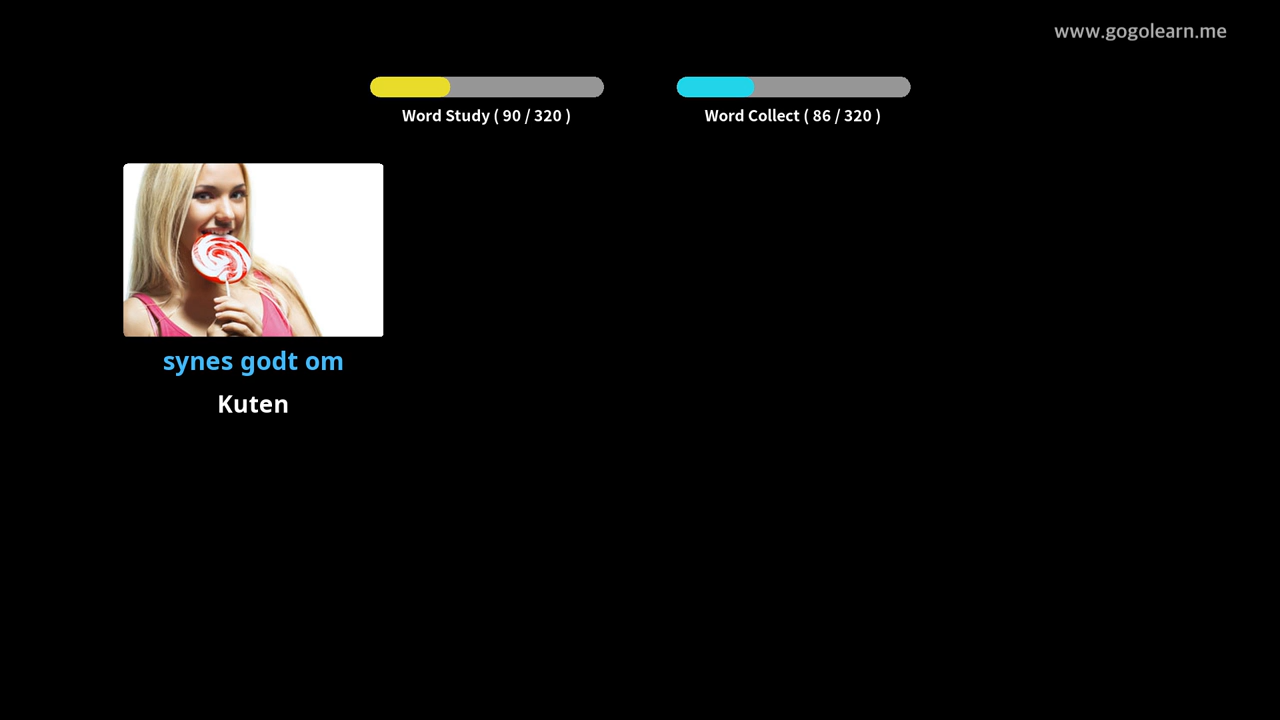 www.gogolearn.me
Word Study ( 90 / 320 )
Word Collect ( 86 / 320 )
synes godt om
Kuten